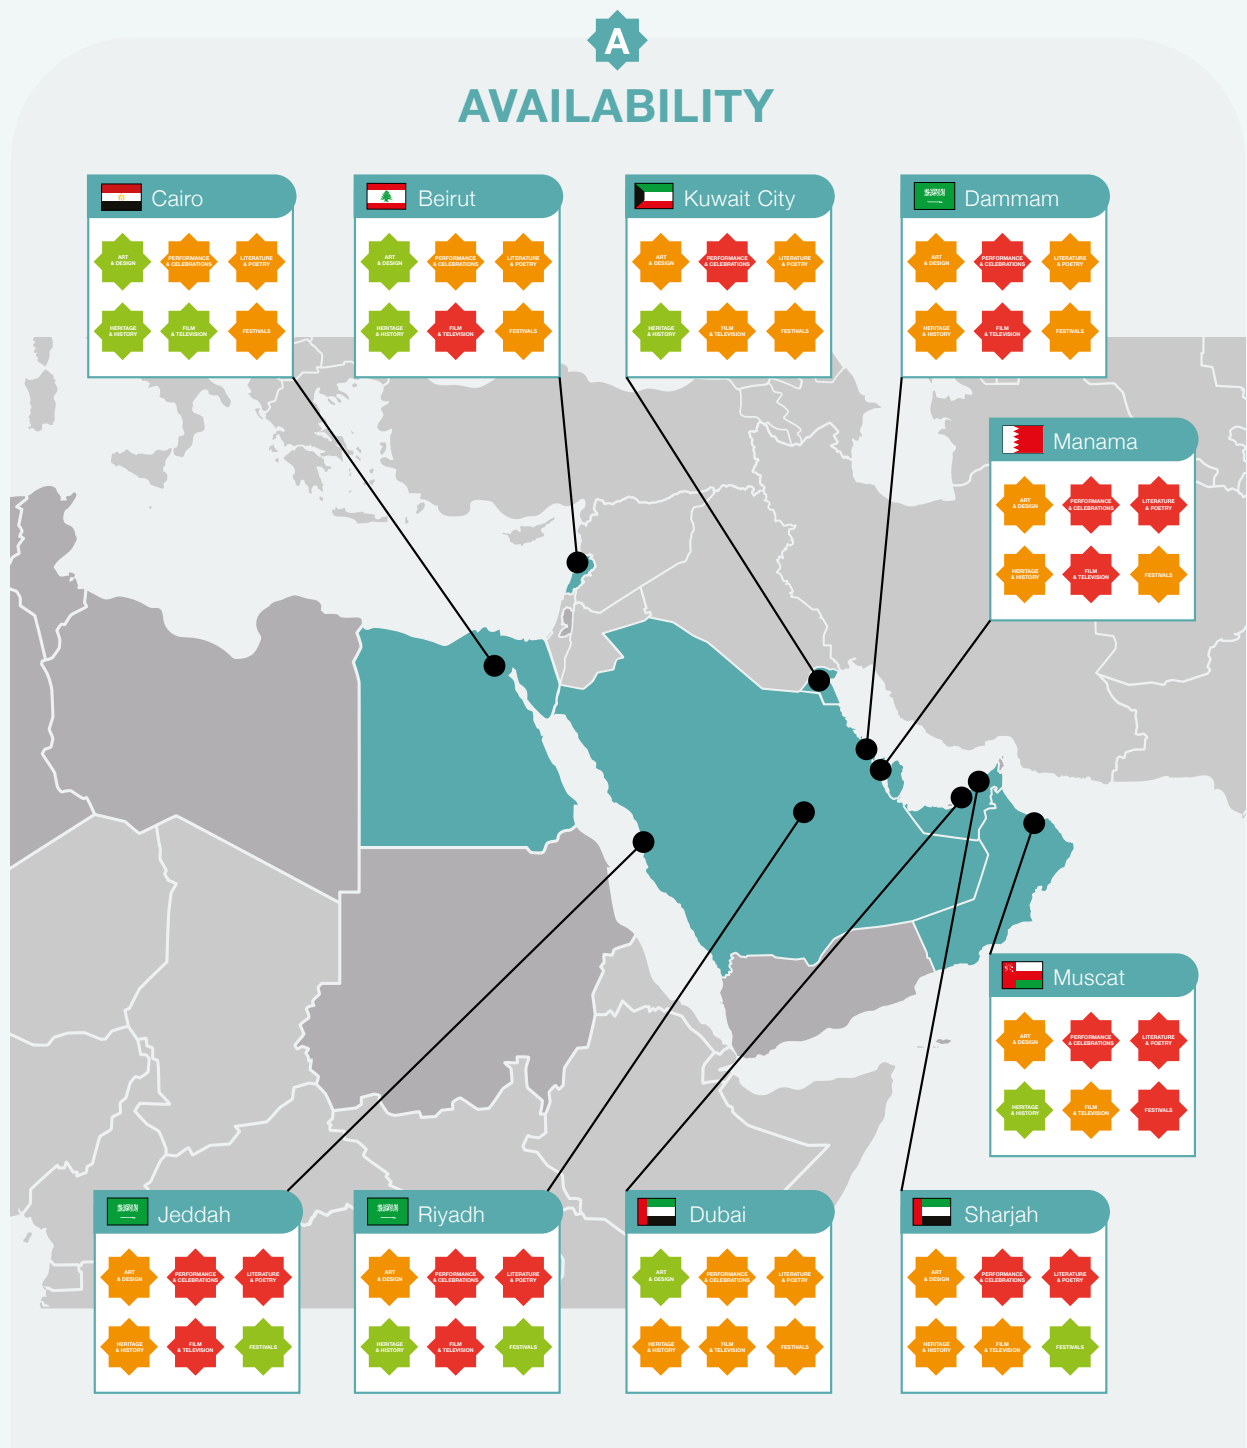 A
AVAILABILITY
Cairo
ART
& DESIGN
PERFORMANCE
& CELEBRATIONS
LITERATURE
& POETRY
HERITAGE
& HISTORY
FILM
& TELEVISION
FESTIVALS
Beirut
ART
& DESIGN
PERFORMANCE
& CELEBRATIONS
LITERATURE
& POETRY
HERITAGE
& HISTORY
FILM
& TELEVISION
FESTIVALS
Kuwait City
ART
& DESIGN
PERFORMANCE
& CELEBRATIONS
LITERATURE
& POETRY
HERITAGE
& HISTORY
FILM
& TELEVISION
FESTIVALS
Dammam
ART
& DESIGN
PERFORMANCE
& CELEBRATIONS
LITERATURE
& POETRY
HERITAGE
& HISTORY
FILM
& TELEVISION
FESTIVALS
Manama
ART
& DESIGN
PERFORMANCE
& CELEBRATIONS
LITERATURE
& POETRY
HERITAGE
& HISTORY
FILM
& TELEVISION
FESTIVALS
Muscat
ART
& DESIGN
PERFORMANCE
& CELEBRATIONS
LITERATURE
& POETRY
HERITAGE
& HISTORY
FILM
& TELEVISION
FESTIVALS
Jeddah
ART
& DESIGN
PERFORMANCE
& CELEBRATIONS
LITERATURE
& POETRY
HERITAGE
& HISTORY
FILM
& TELEVISION
FESTIVALS
Riyadh
ART
& DESIGN
PERFORMANCE
& CELEBRATIONS
LITERATURE
& POETRY
HERITAGE
& HISTORY
FILM
& TELEVISION
FESTIVALS
Dubai
ART
& DESIGN
PERFORMANCE
& CELEBRATIONS
LITERATURE
& POETRY
HERITAGE
& HISTORY
FILM
& TELEVISION
FESTIVALS
Sharjah
ART
& DESIGN
PERFORMANCE
& CELEBRATIONS
LITERATURE
& POETRY
HERITAGE
& HISTORY
FILM
& TELEVISION
FESTIVALS